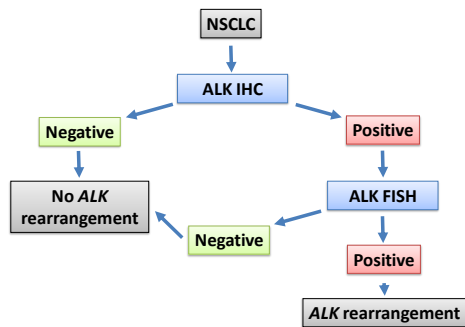 NSCLC
ALK IHC
Negative
Positive
No ALK
rearrangement
ALK FISH
Negative
Positive
ALK rearrangement